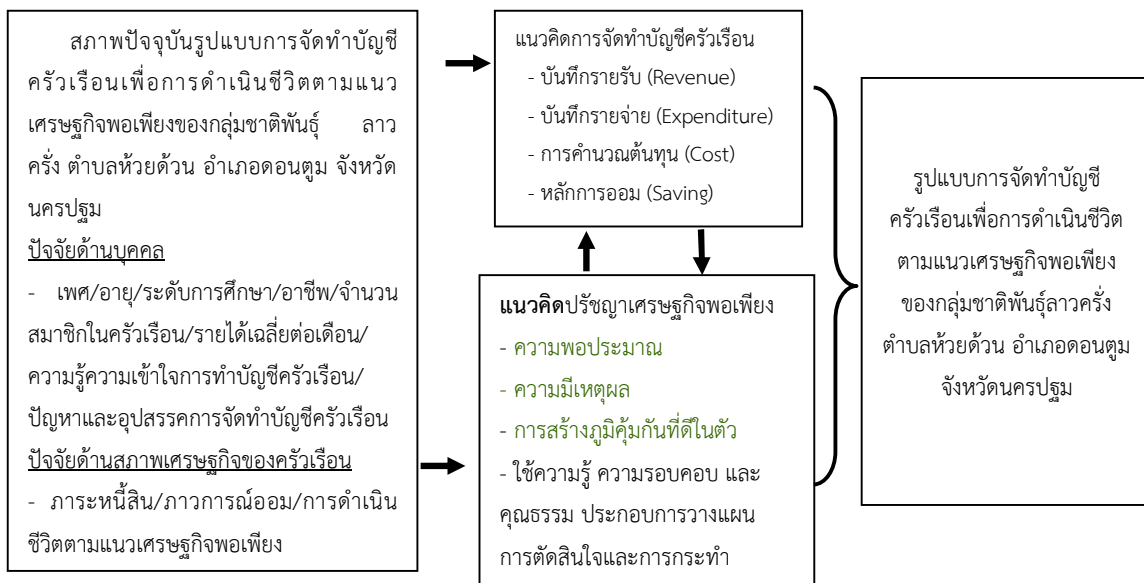 สภาพปัจจุบันรูปแบบการจัดทำบัญชี
ครัวเรือนเพื่อการดำเนินชีวิตตามแนว
เศรษฐกิจพอเพียงของกลุ่มชาติพันธุ์ ลาว
ครั่ง ตำบลห้วยด้วน อำเภอดอนตูม จังหวัด
นครปฐม
ปัจจัยด้านบุคคล
- เพศ/อายุ/ระดับการศึกษา/อาชีพ/จำนวน
สมาชิกในครัวเรือน/รายได้เฉลี่ยต่อเดือน/
ความรู้ความเข้าใจการทำบัญชีครัวเรือน/
ปัญหาและอุปสรรคการจัดทำบัญชีครัวเรือน
ปัจจัยด้านสภาพเศรษฐกิจของครัวเรือน
- ภาระหนี้สิน/ภาวการณ์ออม/การดำเนิน
ชีวิตตามแนวเศรษฐกิจพอเพียง
แนวคิดการจัดทำบัญชีครัวเรือน
- บันทึกรายรับ (Revenue)
- บันทึกรายจ่าย (Expenditure)
- การคำนวณต้นทุน (Cost)
- หลักการออม (Saving)
แนวคิดปรัชญาเศรษฐกิจพอเพียง
- ความพอประมาณ
- ความมีเหตุผล
- การสร้างภูมิคุ้มกันที่ดีในตัว
- ใช้ความรู้ ความรอบคอบ และ
คุณธรรม ประกอบการวางแผน
การตัดสินใจและการกระทำ
รูปแบบการจัดทำบัญชี
ครัวเรือนเพื่อการดำเนินชีวิต
ตามแนวเศรษฐกิจพอเพียง
ของกลุ่มชาติพันธุ์ลาวครั่ง
ตำบลห้วยด้วน อำเภอดอนตูม
จังหวัดนครปฐม